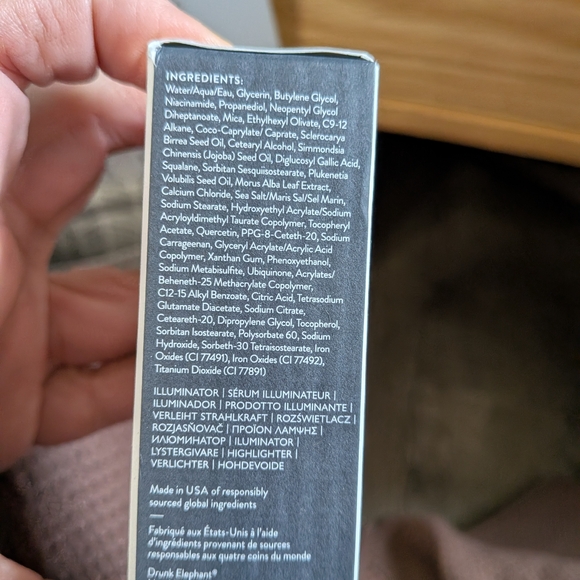 INGREDIENTS:
Water/Aqua/Eau, Glycerin, Butylene Glycol,
Niacinamide, Propanediol, Neopentyl Glycol
Diheptanoate, Mica, Ethylhexyl Olivate, C9-12
Alkane, Coco-Caprylate/ Caprate, Sclerocarya
Birrea Seed Oil, Cetearyl Alcohol, Simmondsia
Chinensis (Jojoba) Seed Oil, Diglucosyl Gallic Acid,
Squalane, Sorbitan Sesquiisostearate, Plukenetia
Volubilis Seed Oil, Morus Alba Leaf Extract,
Calcium Chloride, Sea Salt/Maris Sal/Sel Marin,
Sodium Stearate, Hydroxyethyl Acrylate/Sodium
Acryloyldimethyl Taurate Copolymer, Tocopheryl
Acetate, Quercetin, PPG-8-Ceteth-20, Sodium
Carrageenan, Glyceryl Acrylate/Acrylic Acid
Copolymer, Xanthan Gum, Phenoxyethanol,
Sodium Metabisulfite, Ubiquinone, Acrylates/
Beheneth-25 Methacrylate Copolymer,
C12-15 Alkyl Benzoate, Citric Acid, Tetrasodium
Glutamate Diacetate, Sodium Citrate,
Ceteareth-20, Dipropylene Glycol, Tocopherol,
Sorbitan Isostearate, Polysorbate 60, Sodium
Hydroxide, Sorbeth-30 Tetraisostearate, Iron
Oxides (CI 77491), Iron Oxides (CI 77492),
Titanium Dioxide (CI 77891)
ILLUMINATOR | SÉRUM ILLUMINATEUR |
ILUMINADOR | PRODOTTO ILLUMINANTE |
VERLEIHT STRAHLKRAFT | ROZŚWIETLACZ |
ROZJASŇOVAČ | ΠΡΟΪΟΝ ΛΑΜΨΗΣ |
ИЛЮМИНАТОР | ILUMINATOR |
LYSTERGIVARE | HIGHLIGHTER |
VERLICHTER | HOHDEVOIDE
Made in USA of responsibly
sourced global ingredients
—
Fabriqué aux États-Unis à l'aide
d'ingrédients provenant de sources
responsables aux quatre coins du monde
Drunk Elephant®